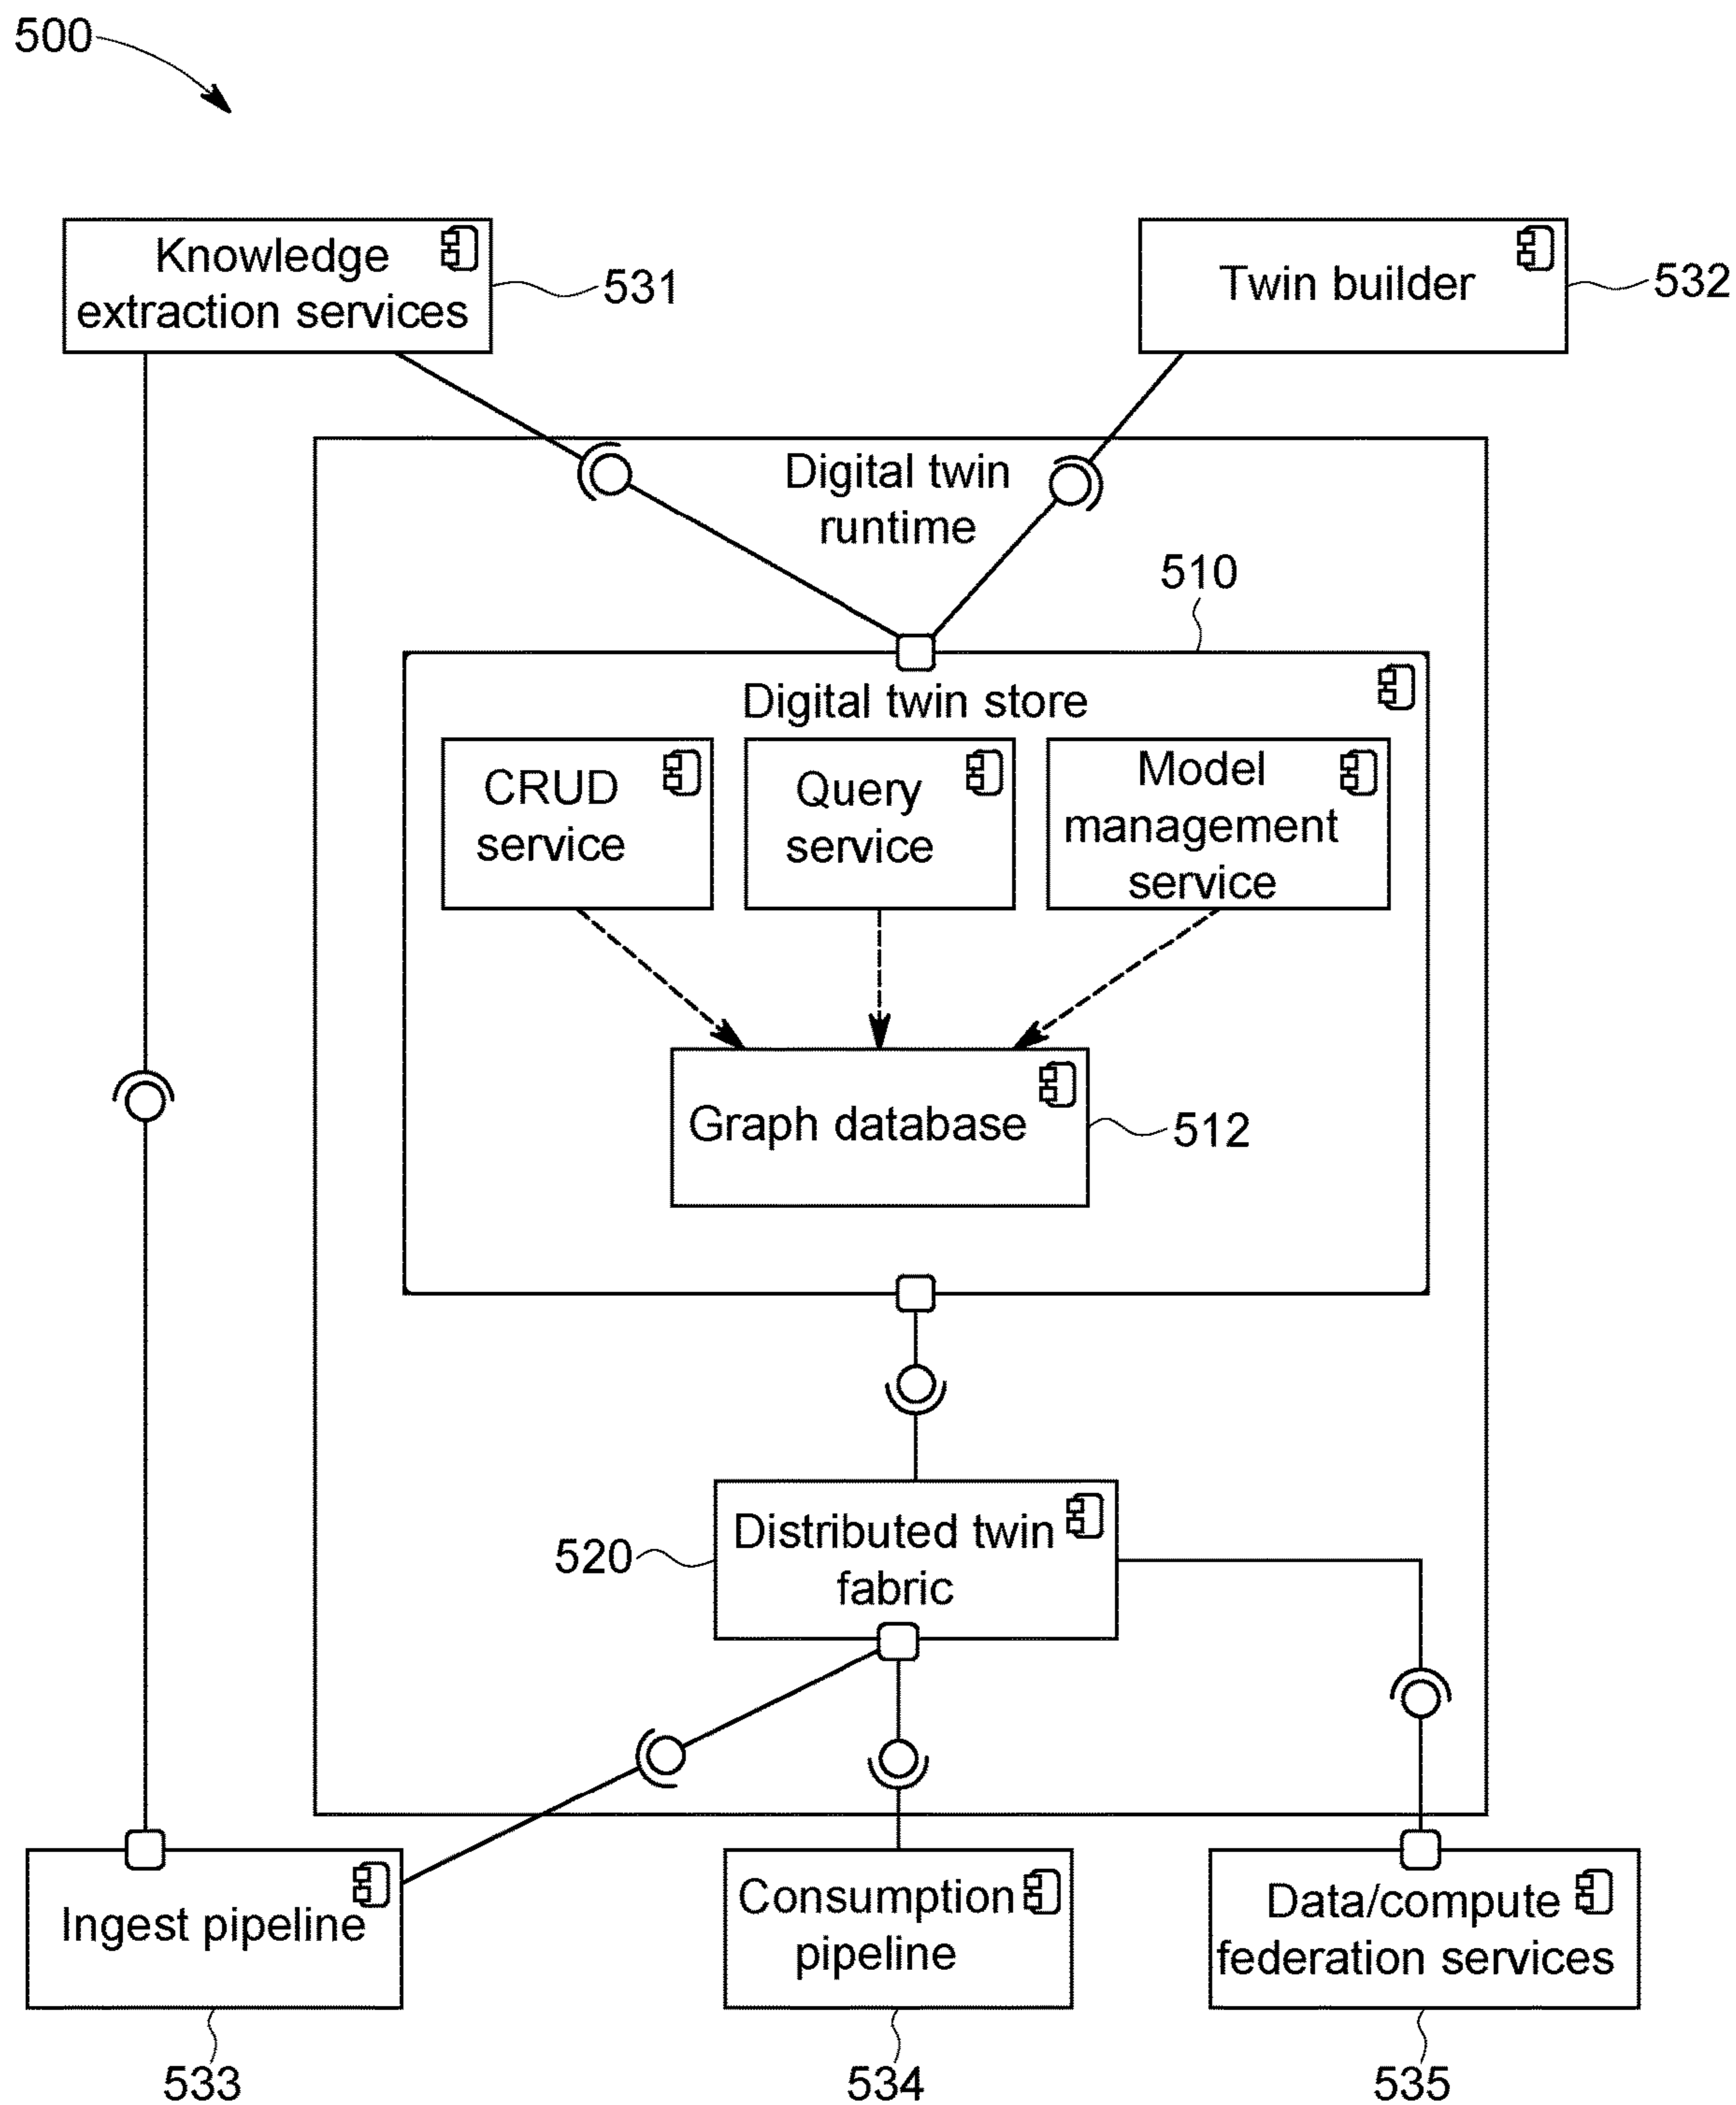 500
Knowledge
extraction services
531
Twin builder
532
Digital twin
runtime
510
Digital twin store
CRUD
service
Query
service
Model
management
service
Graph database
512
Distributed twin
fabric
520
Ingest pipeline
533
Consumption
pipeline
534
Data/compute
federation services
535